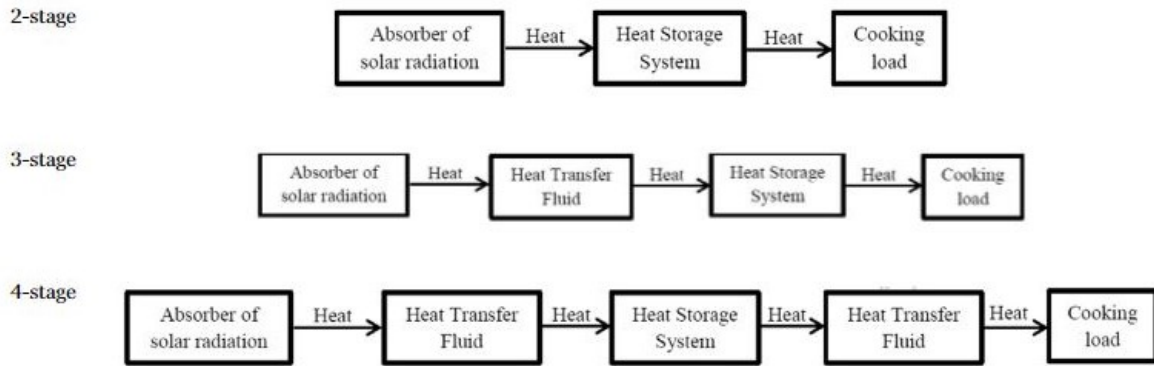 2-stage
Absorber of
solar radiation
Heat
Heat Storage
System
Heat
Cooking
load
3-stage
Absorber of
solar radiation
Heat
Heat Transfer
Fluid
Heat
Heat Storage
System
Heat
Cooking
load
4-stage
Absorber of
solar radiation
Heat
Heat Transfer
Fluid
Heat
Heat Storage
System
Heat
Heat Transfer
Fluid
Heat
Cooking
load